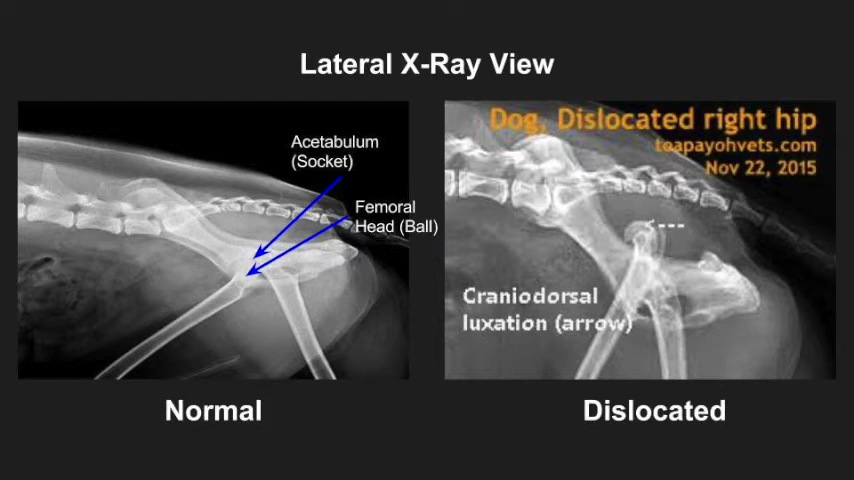 Lateral X-Ray View
Acetabulum
(Socket)
Femoral
Head (Ball)
Dog, Dislocated right hip
toapayohvets.com
Nov 22, 2015
Craniodorsal
luxation (arrow)
Normal
Dislocated